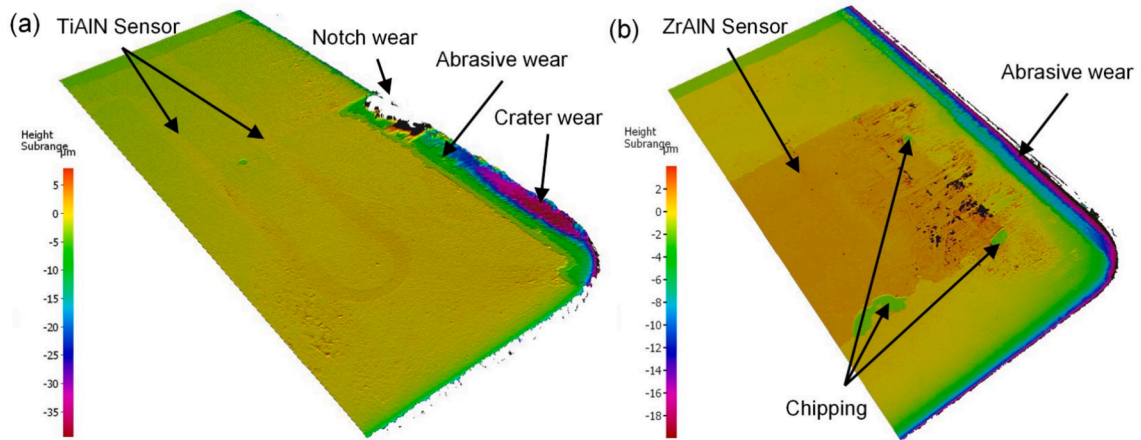 (a)
TiAlN Sensor
Notch wear
Abrasive wear
Crater wear
Height
Subrange
µm
5
0
-5
-10
-15
-20
-25
-30
-35
(b)
ZrAlN Sensor
Abrasive wear
Chipping
Height
Subrange
µm
2
0
-2
-4
-6
-8
-10
-12
-14
-16
-18